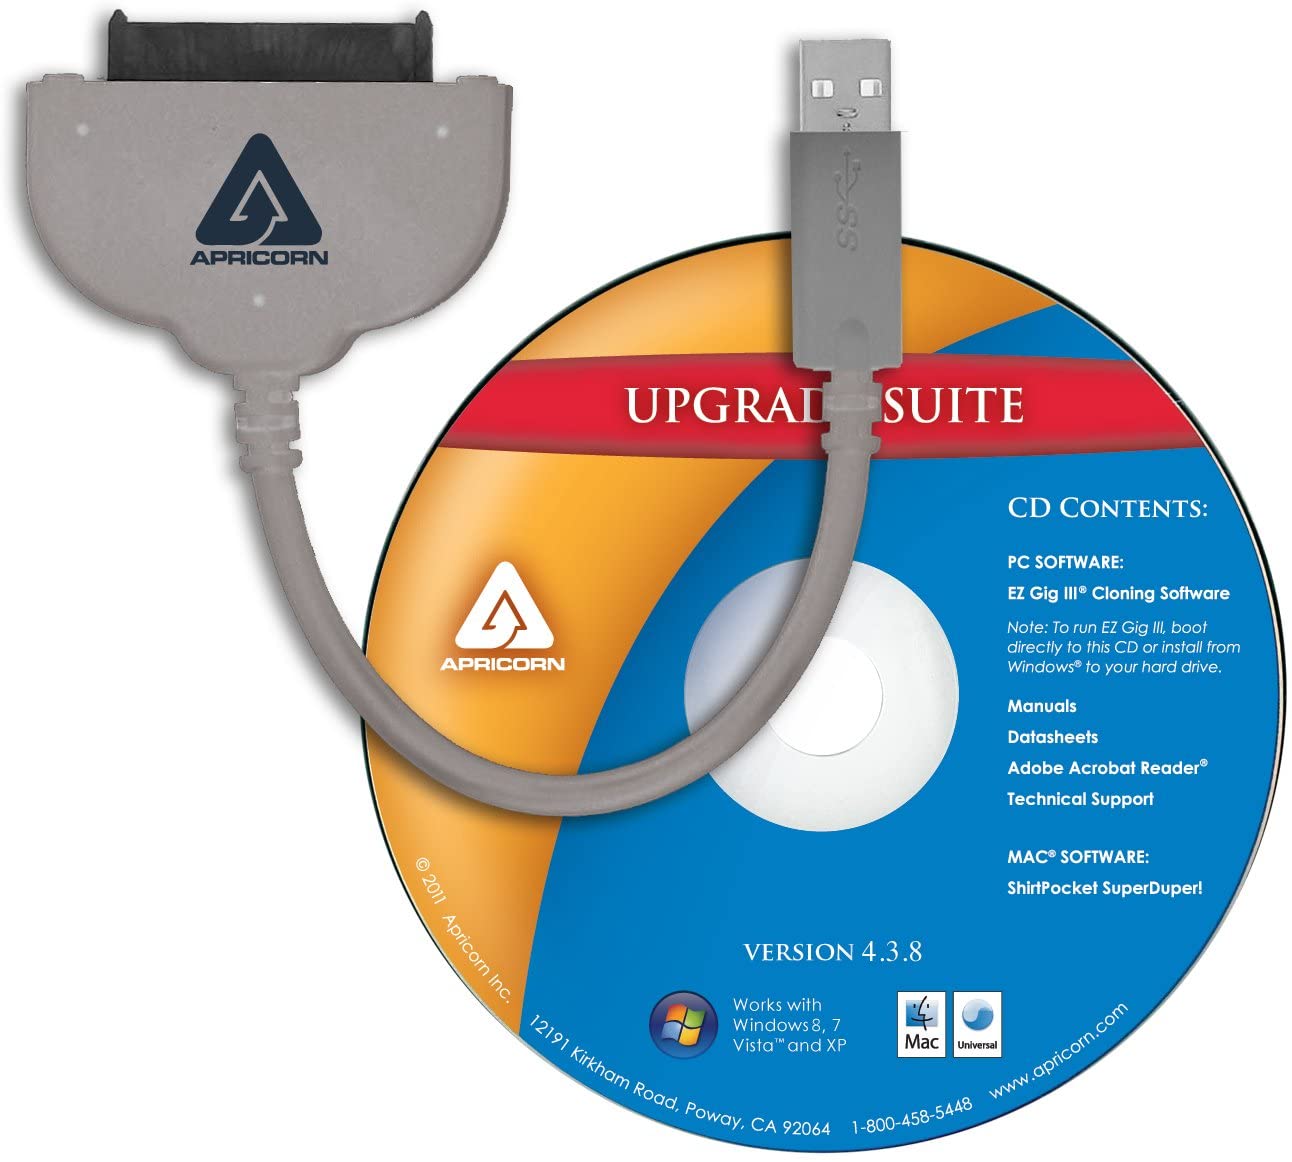 APRICORN
SS
UPGRAD SUITE
CD CONTENTS:
PC SOFTWARE:
EZ Gig III® Cloning Software
Note: To run EZ Gig III, boot
directly to this CD or install from
Windows® to your hard drive.
Manuals
Datasheets
Adobe Acrobat Reader®
Technical Support
MAC® SOFTWARE:
ShirtPocket SuperDuper!
APRICORN
VERSION 4.3.8
Works with
Windows 8, 7
Vista™ and XP
Mac
Universal
© 2011 Apricorn Inc.
12191 Kirkham Road, Poway, CA 92064 1-800-458-5448 www.apricorn.com